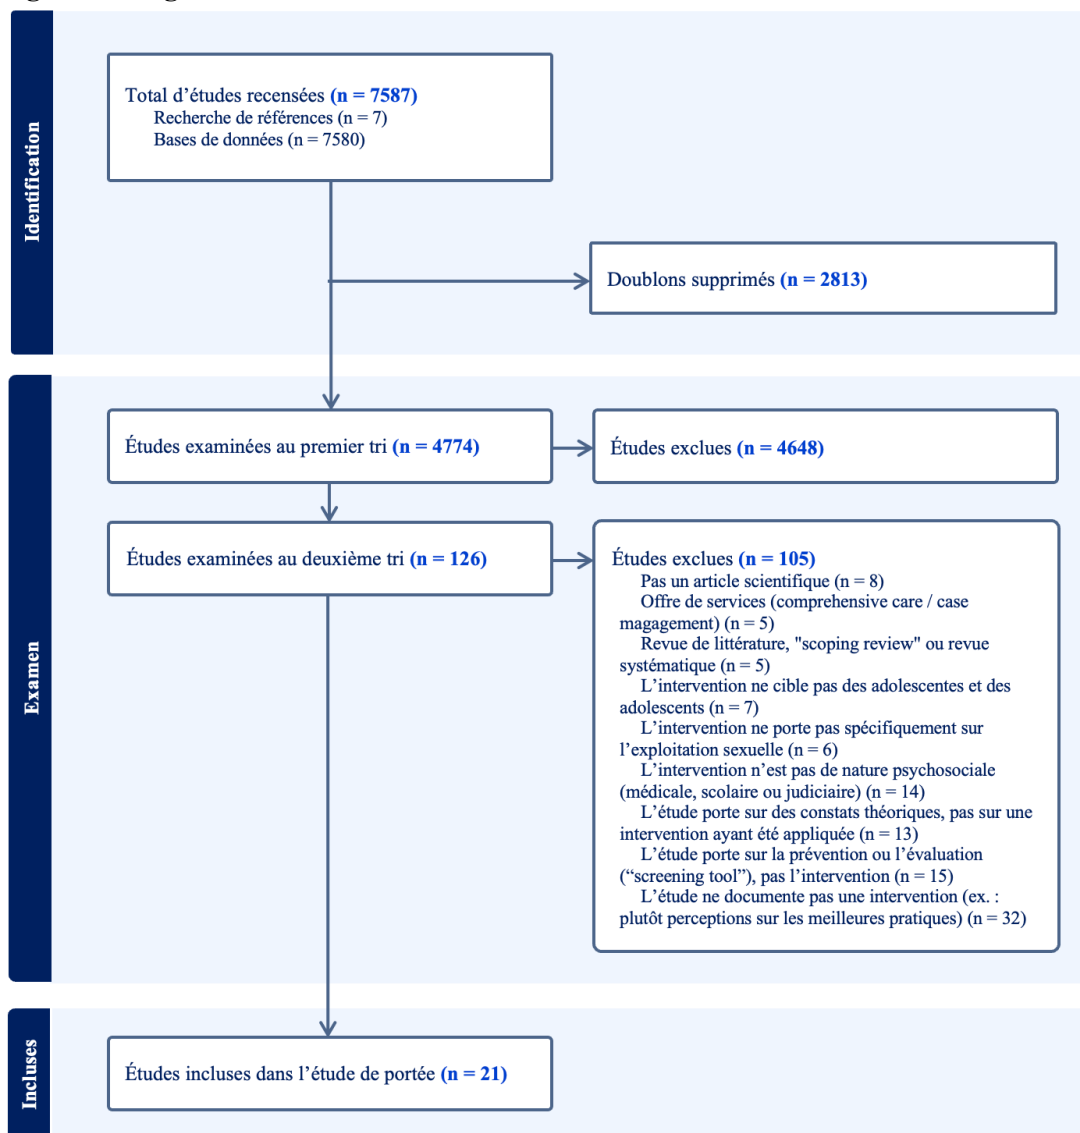 Identification
Total d’études recensées (n = 7587)
Recherche de références (n = 7)
Bases de données (n = 7580)
Doublons supprimés (n = 2813)
Examen
Études examinées au premier tri (n = 4774)
Études exclues (n = 4648)
Études examinées au deuxième tri (n = 126)
Études exclues (n = 105)
Pas un article scientifique (n = 8)
Offre de services (comprehensive care / case
magagement) (n = 5)
Revue de littérature, "scoping review" ou revue
systématique (n = 5)
L’intervention ne cible pas des adolescentes et des
adolescents (n = 7)
L’intervention ne porte pas spécifiquement sur
l’exploitation sexuelle (n = 6)
L’intervention n’est pas de nature psychosociale
(médicale, scolaire ou judiciaire) (n = 14)
L’étude porte sur des constats théoriques, pas sur une
intervention ayant été appliquée (n = 13)
L’étude porte sur la prévention ou l’évaluation
(“screening tool”), pas l’intervention (n = 15)
L’étude ne documente pas une intervention (ex. :
plutôt perceptions sur les meilleures pratiques) (n = 32)
Incluses
Études incluses dans l’étude de portée (n = 21)